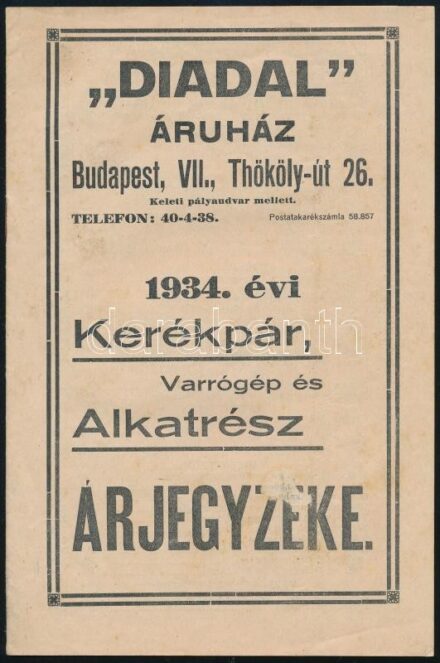 „DIADAL”
ÁRUHÁZ
Budapest, VII., Thököly-út 26.
Keleti pályaudvar mellett.
TELEFON: 40-4-38. Postatakarékszámla 58.857
1934. évi
Kerékpár,
darabanth
Varrógép és
Alkatrész
ÁRJEGYZÉKE.